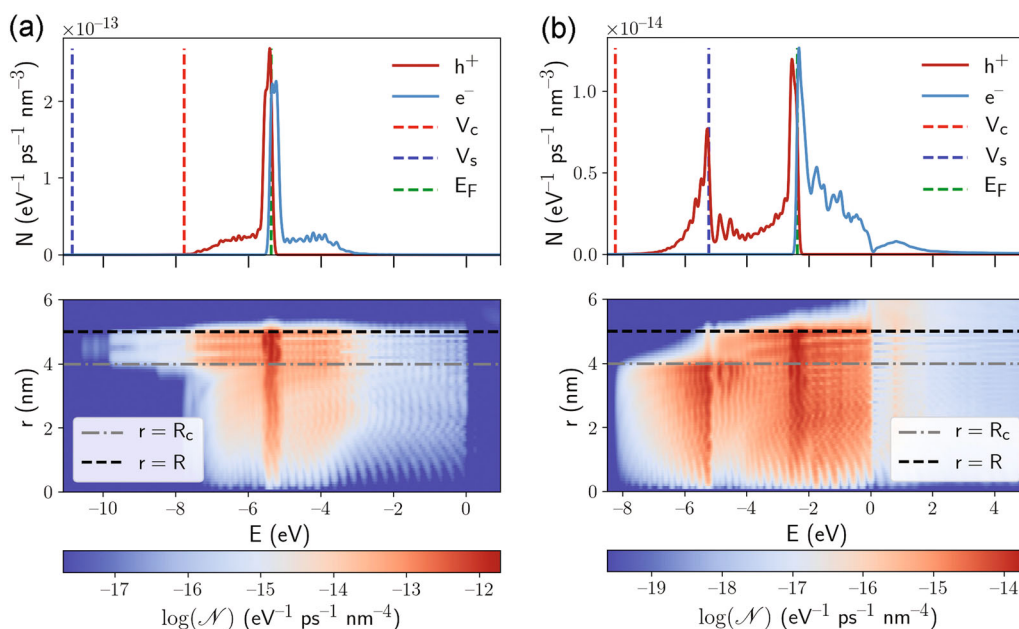 (a)
×10⁻¹³
N (eV⁻¹ ps⁻¹ nm⁻³)
2
1
0
h⁺
e⁻
V_c
V_s
E_F
(b)
×10⁻¹⁴
N (eV⁻¹ ps⁻¹ nm⁻³)
1.0
0.5
0.0
h⁺
e⁻
V_c
V_s
E_F
r (nm)
6
4
2
0
r = R_c
r = R
−10 −8 −6 −4 −2 0
E (eV)
−17 −16 −15 −14 −13 −12
log(𝒩) (eV⁻¹ ps⁻¹ nm⁻⁴)
r (nm)
6
4
2
0
r = R_c
r = R
−8 −6 −4 −2 0 2 4
E (eV)
−19 −18 −17 −16 −15 −14
log(𝒩) (eV⁻¹ ps⁻¹ nm⁻⁴)